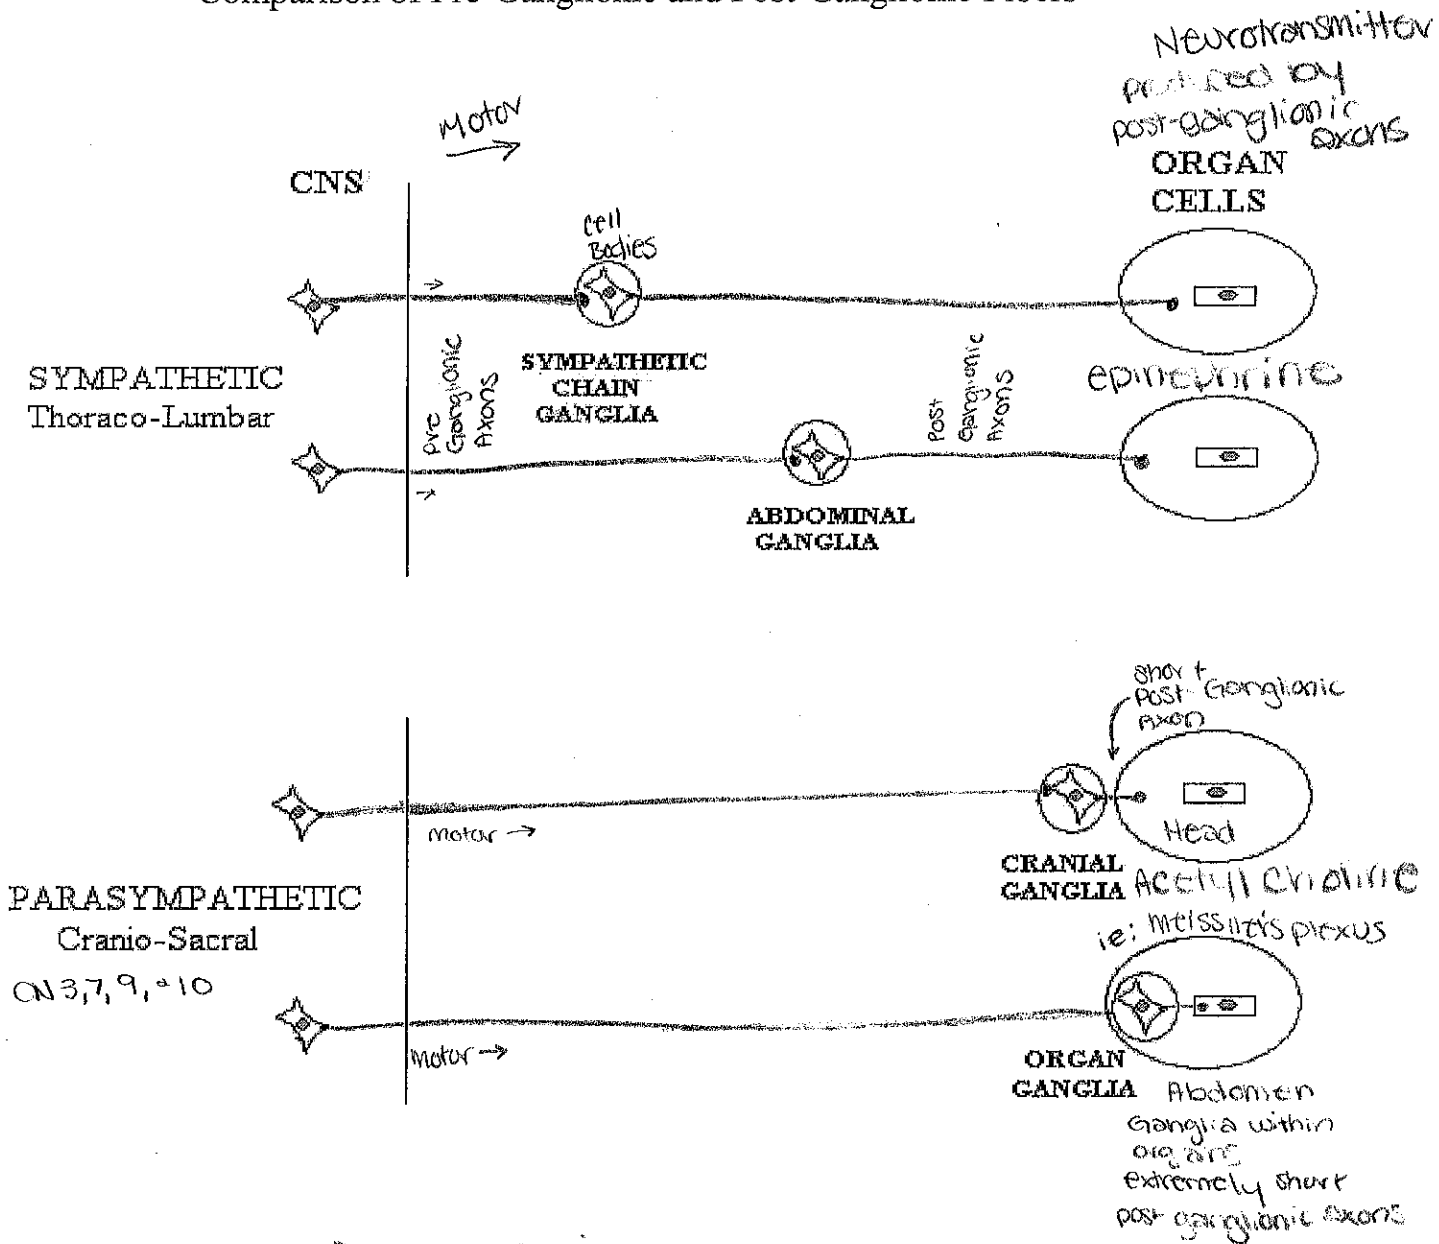 Comparison of Pre-Ganglionic and Post-Ganglionic Fibers
Neurotransmitter
produced by
post-ganglionic
axons
Motor
CNS
ORGAN
CELLS
Cell
Bodies
SYMPATHETIC
Thoraco-Lumbar
Pre
Ganglionic
Axons
SYMPATHETIC
CHAIN
GANGLIA
Post
Ganglionic
Axons
epinephrine
ABDOMINAL
GANGLIA
short
Post-Ganglionic
Axon
motor →
Head
CRANIAL
GANGLIA
Acetylcholine
PARASYMPATHETIC
Cranio-Sacral
CN 3,7,9, + 10
ie: Meissner's plexus
motor →
ORGAN
GANGLIA
Abdomen
Ganglia within
organs
extremely short
post ganglionic axons